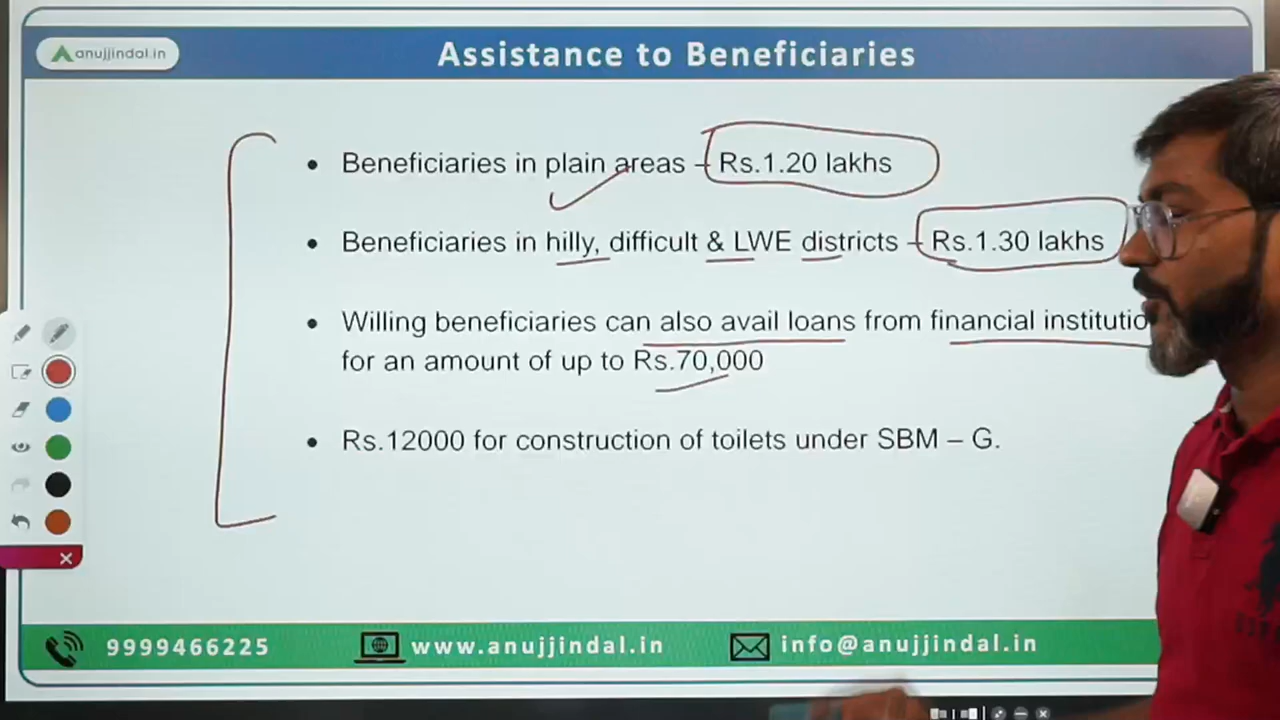 anujjindal.in
Assistance to Beneficiaries
• Beneficiaries in plain areas – Rs.1.20 lakhs
• Beneficiaries in hilly, difficult & LWE districts – Rs.1.30 lakhs
• Willing beneficiaries can also avail loans from financial institutio
for an amount of up to Rs.70,000
• Rs.12000 for construction of toilets under SBM – G.
9999466225
www.anujjindal.in
info@anujjindal.in